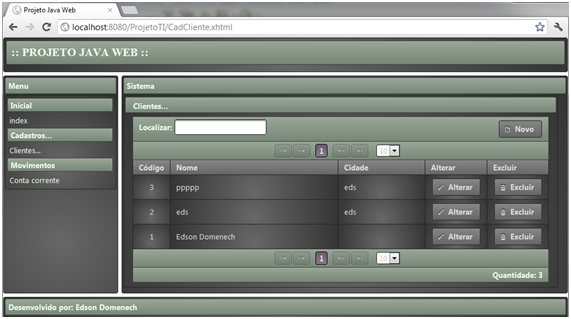 Projeto Java Web
localhost:8080/ProjetoTI/CadCliente.xhtml
:: PROJETO JAVA WEB ::
Menu
Inicial
index
Cadastros...
Clientes...
Movimentos
Conta corrente
Sistema
Clientes...
Localizar:
Novo
1 10
Código Nome Cidade Alterar Excluir
3 ppppp eds Alterar Excluir
2 eds eds Alterar Excluir
1 Edson Domenech Alterar Excluir
1 10
Quantidade: 3
Desenvolvido por: Edson Domenech